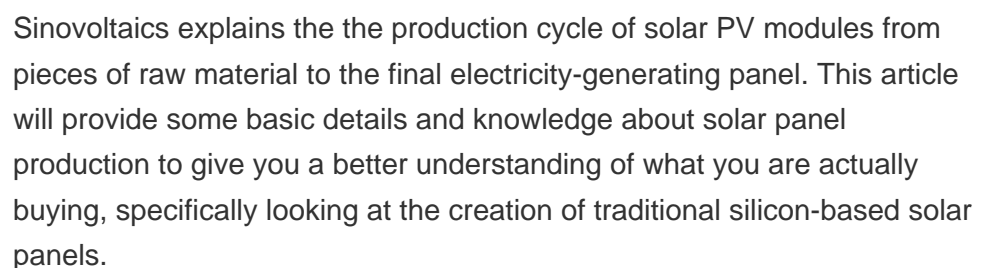 Sinovoltaics explains the the production cycle of solar PV modules from
pieces of raw material to the final electricity-generating panel. This article
will provide some basic details and knowledge about solar panel
production to give you a better understanding of what you are actually
buying, specifically looking at the creation of traditional silicon-based solar
panels.